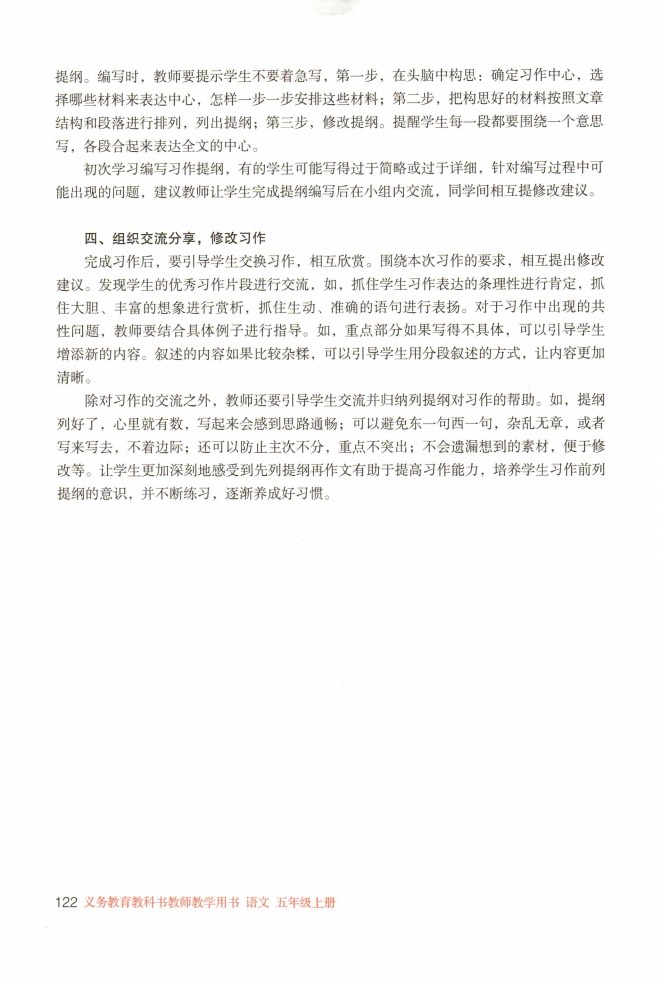 提纲。编写时，教师要提示学生不要着急写，第一步，在头脑中构思：确定习作中心，选
择哪些材料来表达中心，怎样一步一步安排这些材料；第二步，把构思好的材料按照文章
结构和段落进行排列，列出提纲；第三步，修改提纲。提醒学生每一段都要围绕一个意思
写，各段合起来表达全文的中心。
初次学习编写习作提纲，有的学生可能写得过于简略或过于详细，针对编写过程中可
能出现的问题，建议教师让学生完成提纲编写后在小组内交流，同学间相互提修改建议。
四、组织交流分享，修改习作
完成习作后，要引导学生交换习作，相互欣赏。围绕本次习作的要求，相互提出修改
建议。发现学生的优秀习作片段进行交流，如，抓住学生习作表达的条理性进行肯定，抓
住大胆、丰富的想象进行赏析，抓住生动、准确的语句进行表扬。对于习作中出现的共
性问题，教师要结合具体例子进行指导。如，重点部分如果写得不具体，可以引导学生
增添新的内容。叙述的内容如果比较杂糅，可以引导学生用分段叙述的方式，让内容更加
清晰。
除对习作的交流之外，教师还要引导学生交流并归纳列提纲对习作的帮助。如，提纲
列好了，心里就有数，写起来会感到思路通畅；可以避免东一句西一句，杂乱无章，或者
写来写去，不着边际；还可以防止主次不分，重点不突出；不会遗漏想到的素材，便于修
改等。让学生更加深刻地感受到先列提纲再作文有助于提高习作能力，培养学生习作前列
提纲的意识，并不断练习，逐渐养成好习惯。
122 义务教育教科书教师教学用书 语文 五年级上册